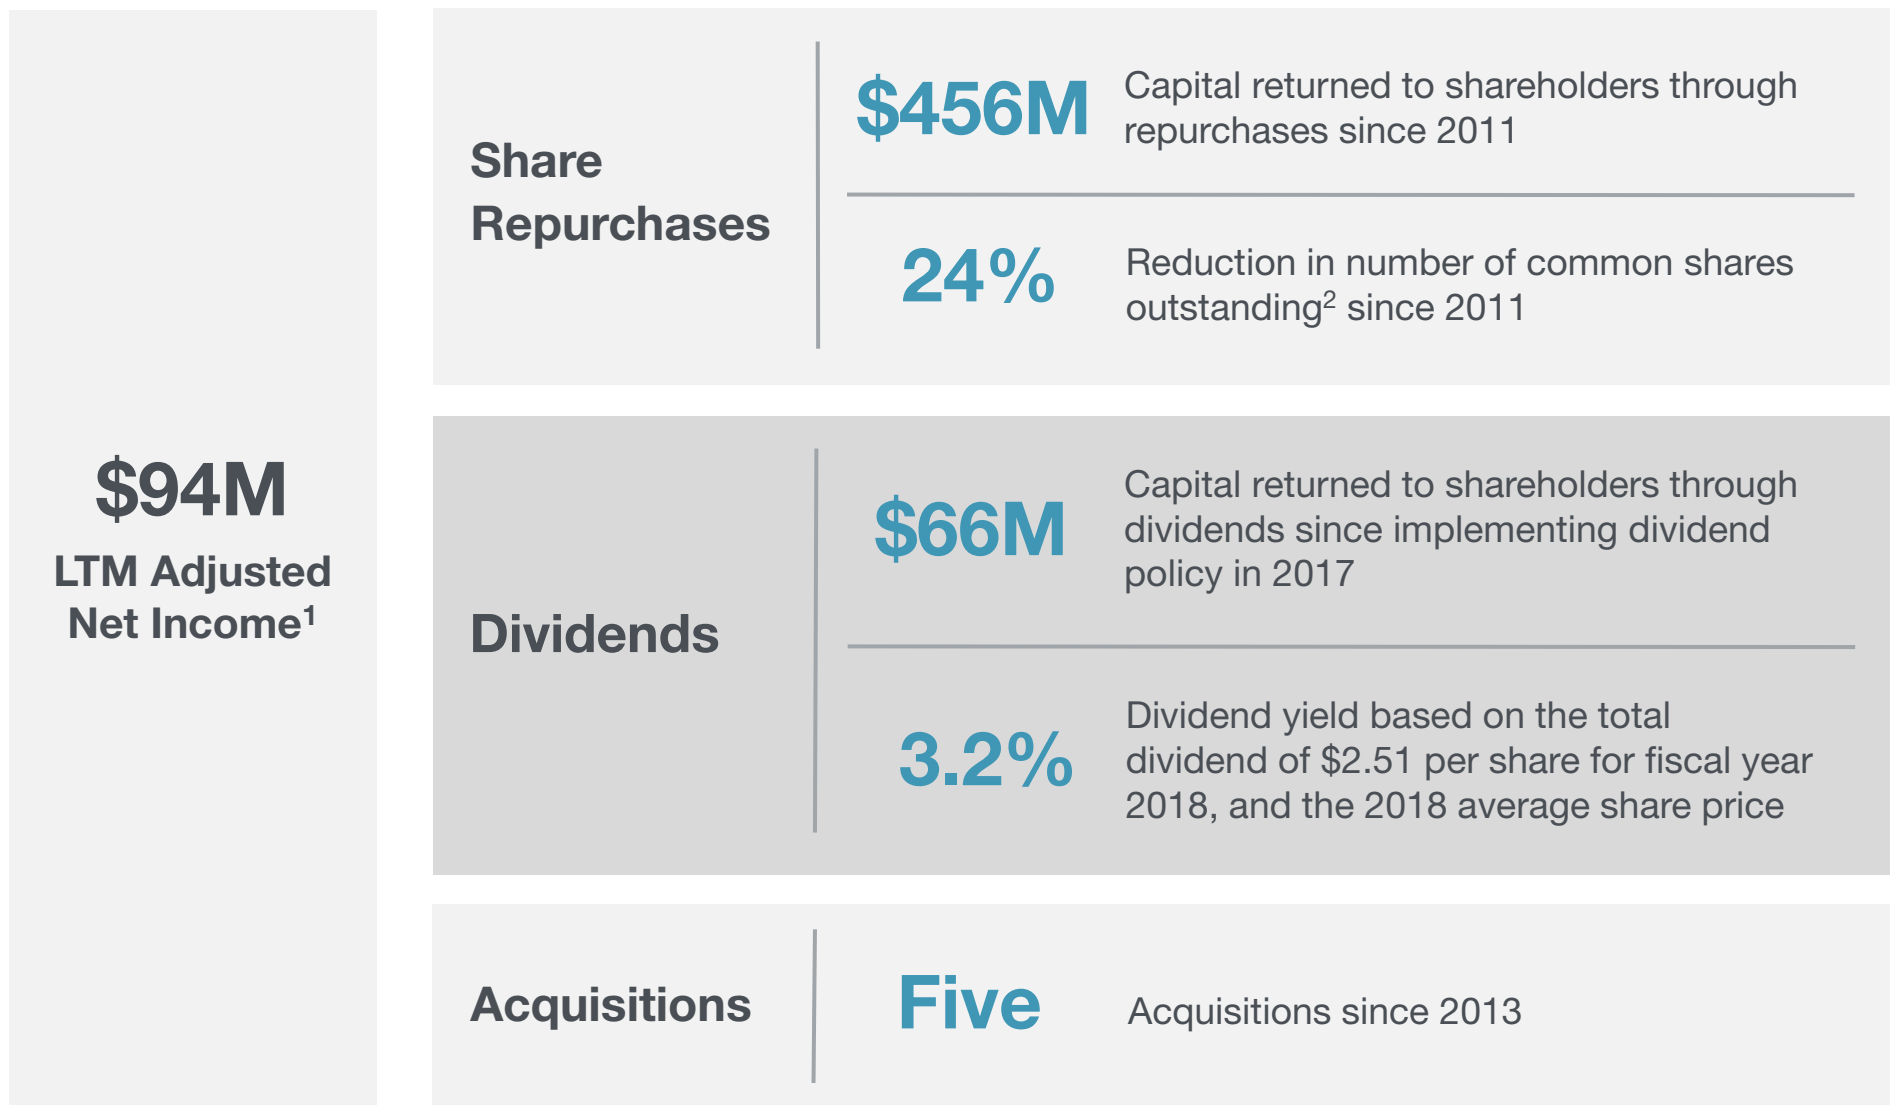 $94M
LTM Adjusted
Net Income¹
Share
Repurchases
$456M
Capital returned to shareholders through
repurchases since 2011
24%
Reduction in number of common shares
outstanding² since 2011
Dividends
$66M
Capital returned to shareholders through
dividends since implementing dividend
policy in 2017
3.2%
Dividend yield based on the total
dividend of $2.51 per share for fiscal year
2018, and the 2018 average share price
Acquisitions
Five
Acquisitions since 2013